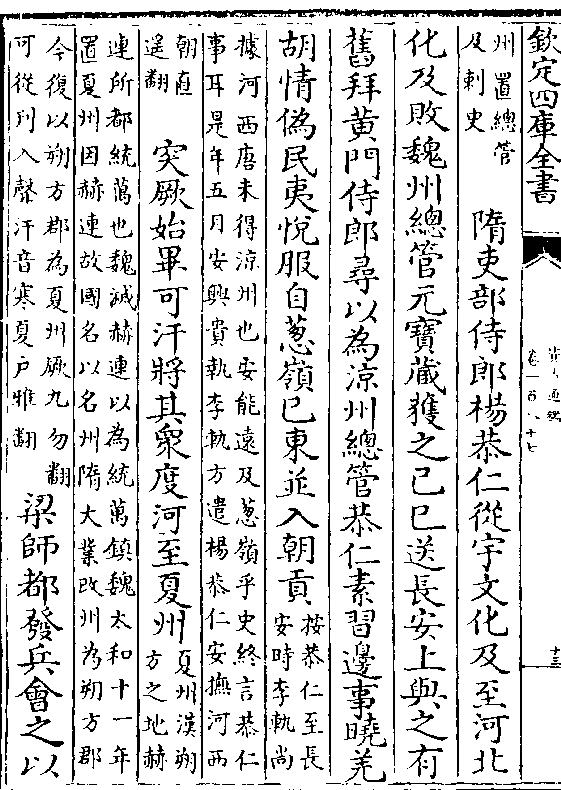 欽定四庫全書
卷一百八十七
十三
州置總管
及刺史
隋吏部侍郎楊恭仁從宇文化及至河北
化及敗魏州總管元寶藏獲之己巳送長安上與之有
舊拜黃門侍郎尋以為涼州總管恭仁素習邊事曉羌
胡情偽民夷悅服自葱嶺已東並入朝貢
按恭仁至長
安時李軌尚
據河西唐未得涼州也安能遠及葱嶺乎史終言恭仁
事耳是年五月安興貴執李軌方遣楊恭仁安撫河西
朝直
遥翻
突厥始畢可汗將其衆度河至夏州
夏州漢朔
方之地赫
連所都統萬也魏滅赫連以為統萬鎮魏太和十一年
置夏州因赫連故國名以名州隋大業改州為朔方郡
今復以朔方郡為夏州厥九勿翻
可從刋入聲汗音寒夏户雅翻
梁師都發兵會之以